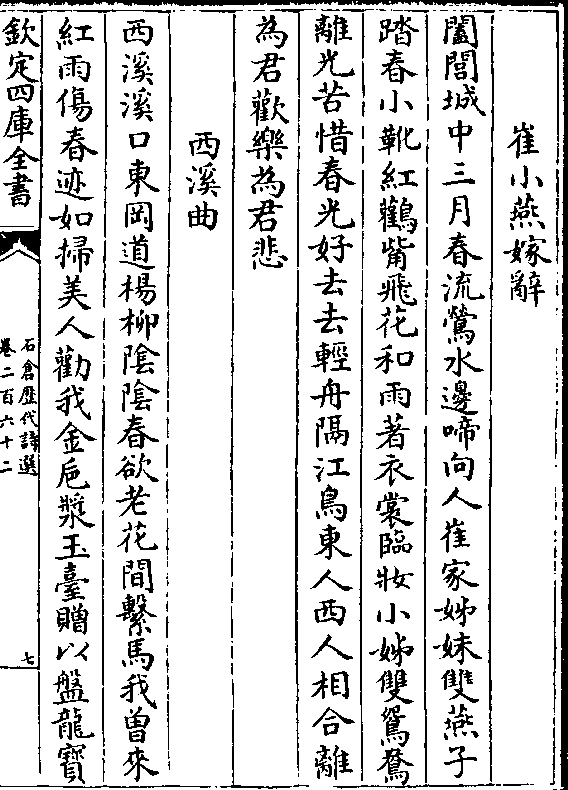 崔小燕嫁辭
闔閭城中三月春流鶯水邊啼向人崔家姊妹雙燕子
踏春小靴紅鸛觜飛花和雨著衣裳臨妝小姊雙鴛鴦
離光苦惜春光好去去輕舟隔江鳥東人西人相合離
為君歡樂為君悲
西溪曲
西溪溪口東岡道楊柳陰陰春欲老花間繫馬我曾來
紅雨傷春迹如掃美人勸我金巵漿玉臺贈以盤龍寶
欽定四庫全書
石倉歷代詩選
卷二百六十二
七